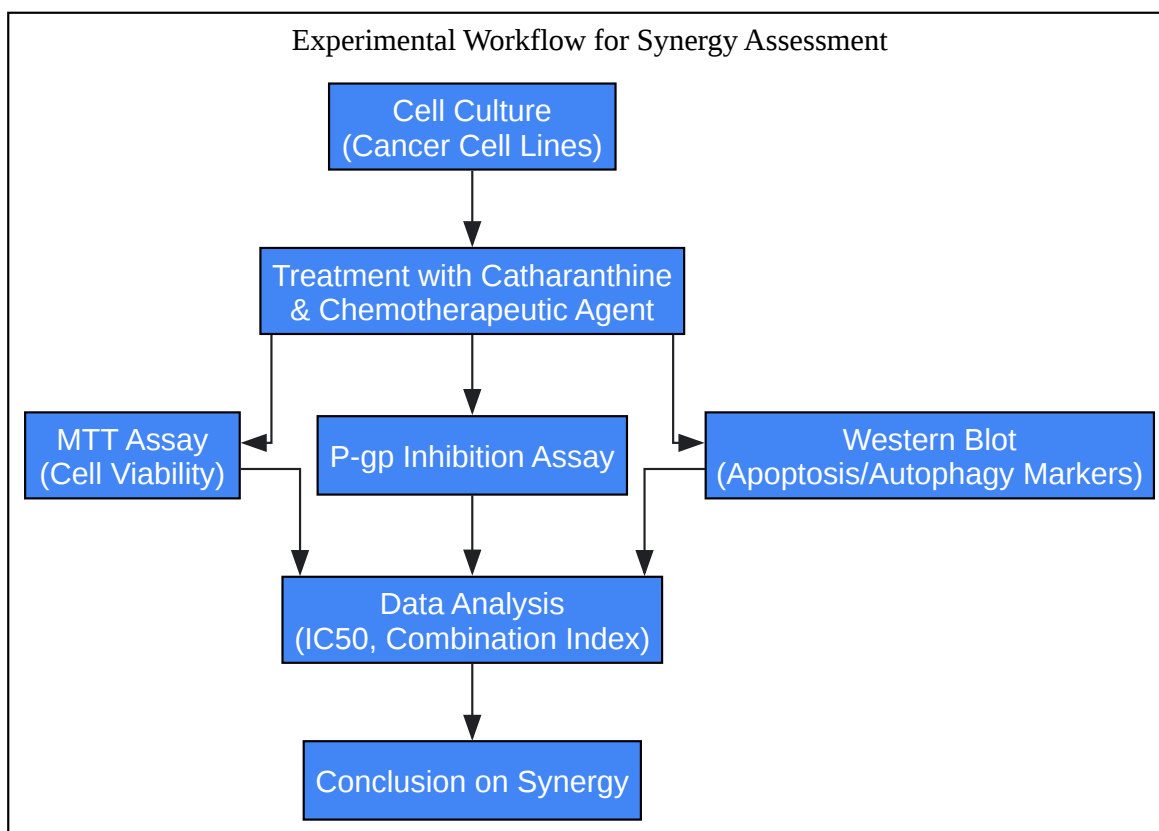 Experimental Workflow for Synergy Assessment
Cell Culture
(Cancer Cell Lines)
Treatment with Catharanthine
& Chemotherapeutic Agent
MTT Assay
(Cell Viability)
P-gp Inhibition Assay
Western Blot
(Apoptosis/Autophagy Markers)
Data Analysis
(IC50, Combination Index)
Conclusion on Synergy